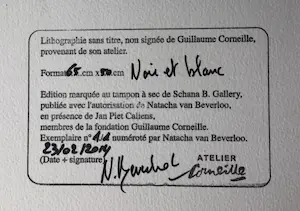 Lithographie sans titre, non signée de Guillaume Corneille,
provenant de son atelier.
Format 65 cm x 50 cm Noir et blanc
Edition marquée au tampon à sec de Schana B. Gallery,
publiée avec l'autorisation de Natacha van Beverloo,
en présence de Jan Piet Caliens,
membres de la fondation Guillaume Corneille.
Exemplaire n° numéroté par Natacha van Beverloo.
23/02/2014
(Date + signature)
ATELIER
Corneille